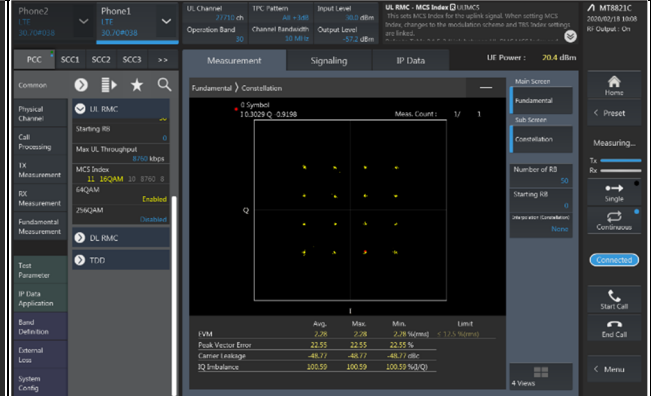 Phone2
LTE
30.70#038
Phone1
LTE
30.70#038
UL Channel
27710 ch
Operation Band
30
TPC Pattern
All +3dB
Channel Bandwidth
10 MHz
Input Level
30.0 dBm
Output Level
-57.2 dBm
UL RMC - MCS Index ULIMCS
This sets MCS Index for the uplink signal. When setting MCS
Index, changes to the modulation scheme and TBS Index settings
are linked.
MT8821C
2020/02/19 10:08
RF Output : On
PCC
SCC1
SCC2
SCC3
>>
Measurement
Signaling
IP Data
UE Power :
20.4 dBm
Common
Physical
Channel
Call
Processing
TX
Measurement
RX
Measurement
Fundamental
Measurement
Test
Parameter
IP Data
Application
Band
Definition
External
Loss
System
Config
UL RMC
Starting RB
0
Max UL Throughput
8760 kbps
MCS Index
11 16QAM 10 8760 8
64QAM
Enabled
256QAM
Disabled
DL RMC
TDD
Fundamental
Constellation
0 Symbol
I 0.3029 Q -0.9198
Meas. Count : 1/ 1
Q
I
Avg. Max. Min. Limit
EVM 2.28 2.28 2.28 %(rms) ≤ 12.5 %(rms)
Peak Vector Error 22.55 22.55 22.55 %
Carrier Leakage -48.77 -48.77 -48.77 dBc
IQ Imbalance 100.59 100.59 100.59 %(I/Q)
Main Screen
Fundamental
Sub Screen
Constellation
Number of RB
50
Starting RB
0
Interpolation (Constellation)
None
4 Views
Home
< Preset
Measuring...
Tx
Rx
Single
Continuous
Connected
Start Call
End Call
< Menu